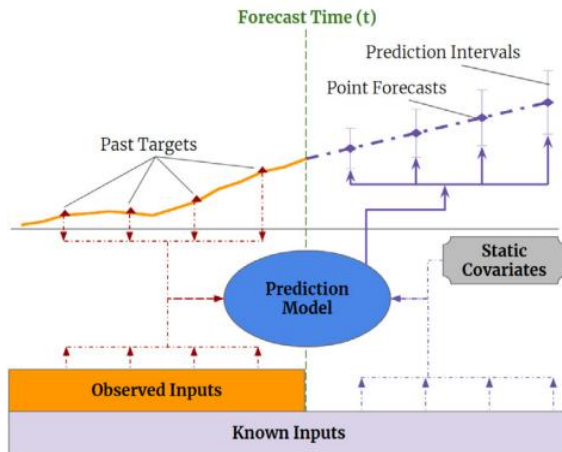 Forecast Time (t)
Prediction Intervals
Point Forecasts
Past Targets
Static
Covariates
Prediction
Model
Observed Inputs
Known Inputs